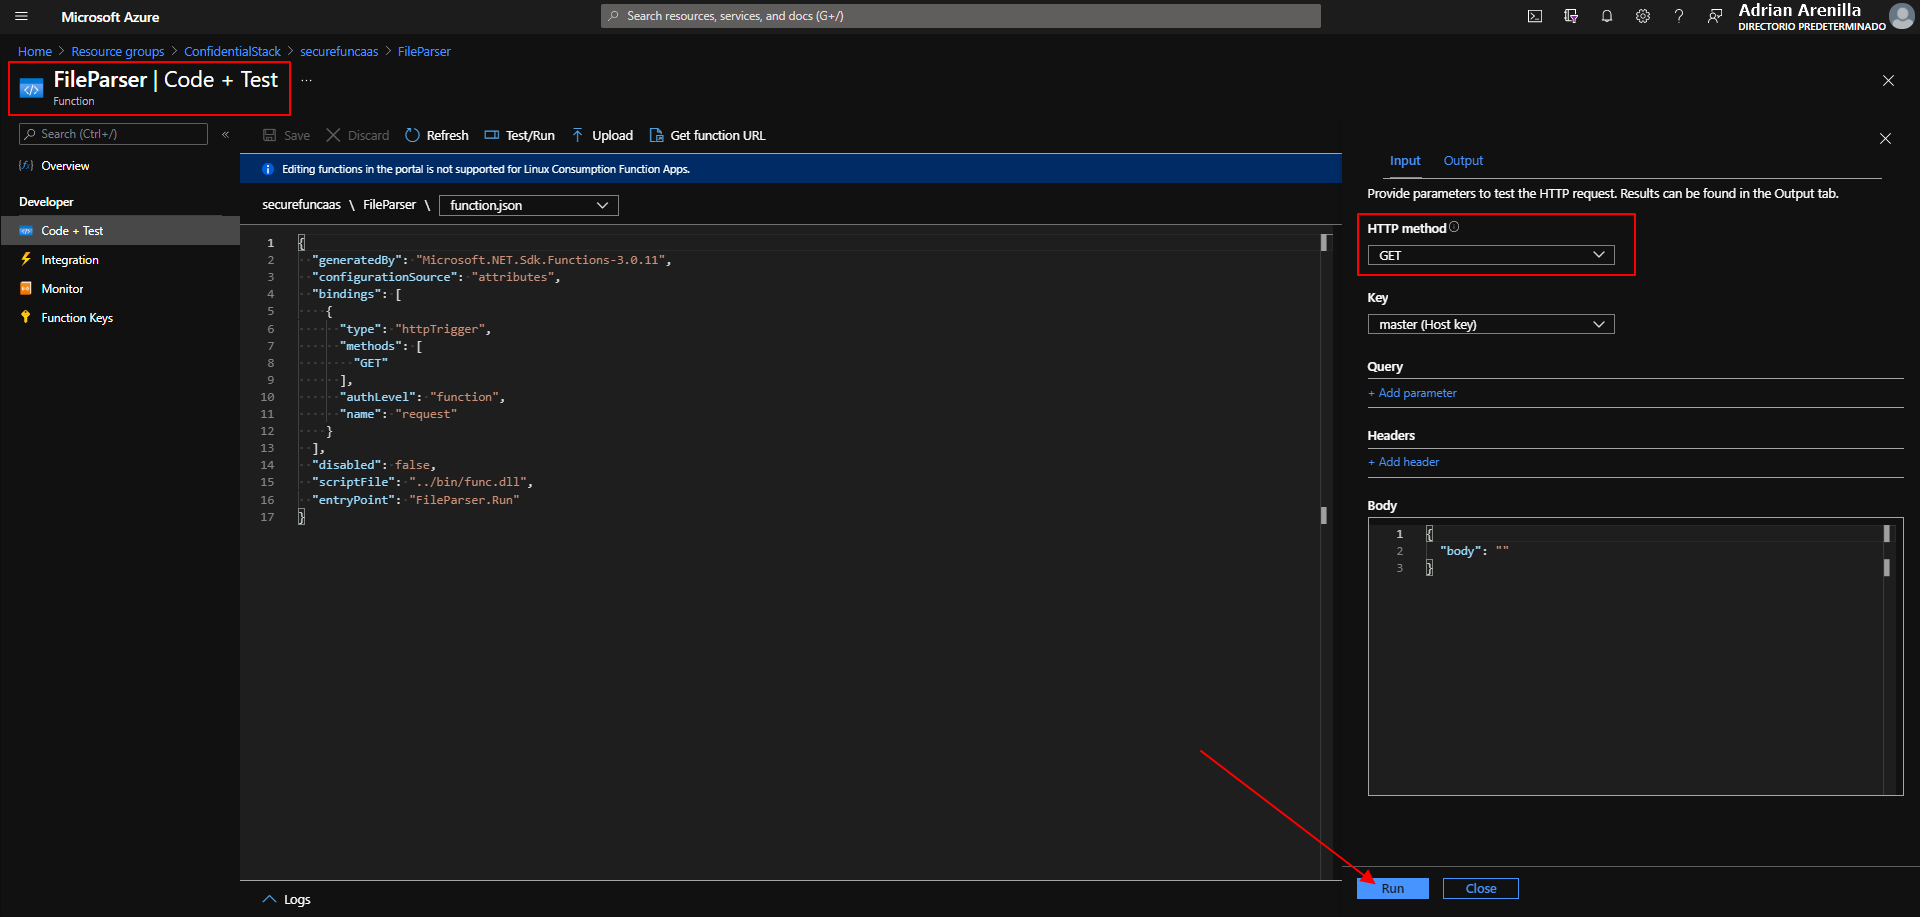 Microsoft Azure
Search resources, services, and docs (G+/)
Adrian Arenilla
DIRECTORIO PREDETERMINADO
Home > Resource groups > ConfidentialStack > securefuncaas > FileParser
FileParser | Code + Test
...
Function
Search (Ctrl+/)
«
Overview
Developer
Code + Test
Integration
Monitor
Function Keys
Save
Discard
Refresh
Test/Run
Upload
Get function URL
Editing functions in the portal is not supported for Linux Consumption Function Apps.
securefuncaas \ FileParser \ function.json
1 {
2 "generatedBy": "Microsoft.NET.Sdk.Functions-3.0.11",
3 "configurationSource": "attributes",
4 "bindings": [
5 {
6 "type": "httpTrigger",
7 "methods": [
8 "GET"
9 ],
10 "authLevel": "function",
11 "name": "request"
12 }
13 ],
14 "disabled": false,
15 "scriptFile": "../bin/func.dll",
16 "entryPoint": "FileParser.Run"
17 }
Logs
Input
Output
Provide parameters to test the HTTP request. Results can be found in the Output tab.
HTTP method
GET
Key
master (Host key)
Query
+ Add parameter
Headers
+ Add header
Body
1 {
2 "body": ""
3 }
Run
Close